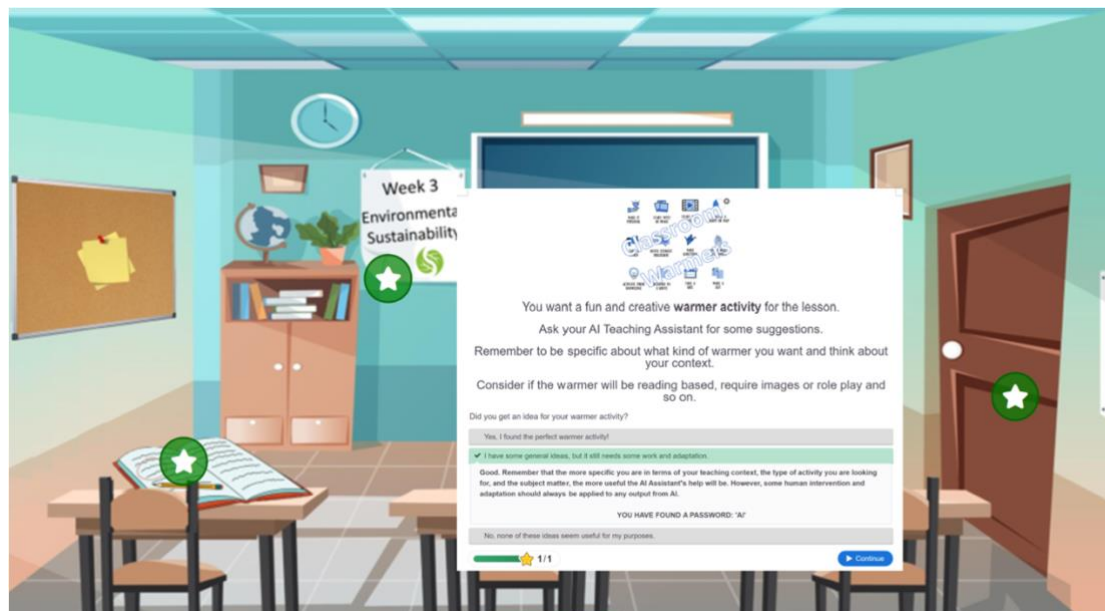 Week 3
Environmenta
Sustainability
Classroom
Warmers
You want a fun and creative warmer activity for the lesson.
Ask your AI Teaching Assistant for some suggestions.
Remember to be specific about what kind of warmer you want and think about
your context.
Consider if the warmer will be reading based, require images or role play and
so on.
Did you get an idea for your warmer activity?
Yes, I found the perfect warmer activity!
✔ I have some general ideas, but it still needs some work and adaptation.
Good. Remember that the more specific you are in terms of your teaching context, the type of activity you are looking
for, and the subject matter, the more useful the AI Assistant's help will be. However, some human intervention and
adaptation should always be applied to any output from AI.
YOU HAVE FOUND A PASSWORD: 'AI'
No, none of these ideas seem useful for my purposes.
1/1
Continue